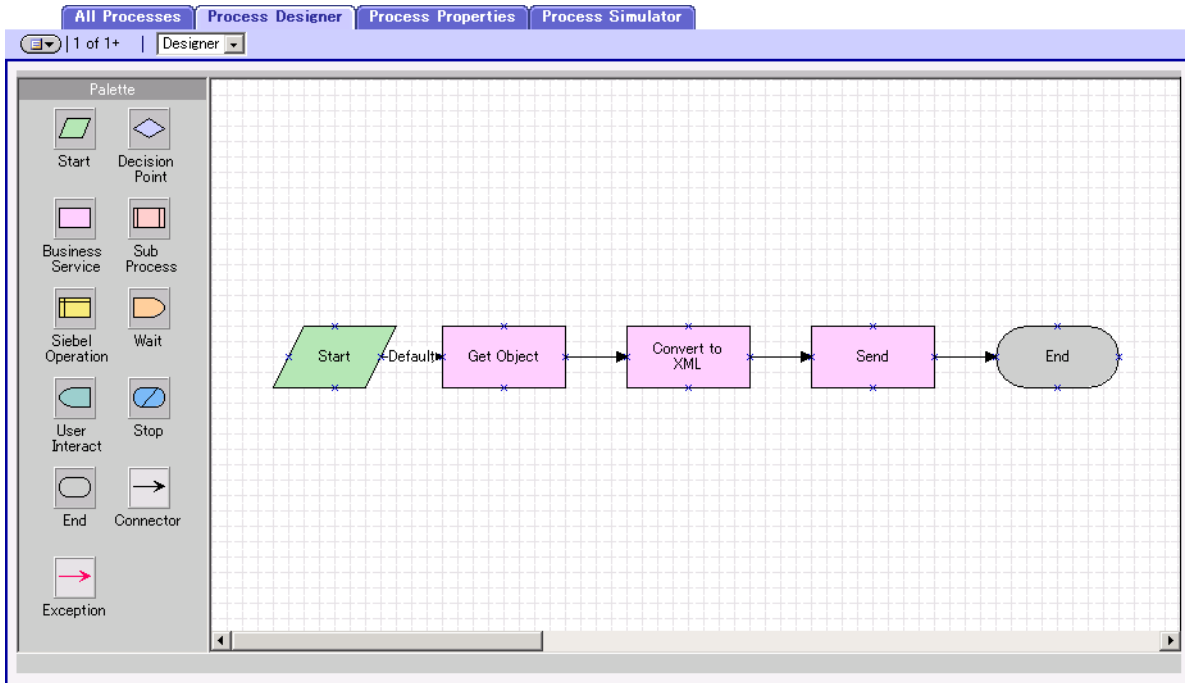 All Processes Process Designer Process Properties Process Simulator
1 of 1+ Designer
Palette
Start Decision
Point
Business Sub
Service Process
Siebel Wait
Operation
User Stop
Interact
End Connector
Exception
Start Default Get Object Convert to
XML Send End